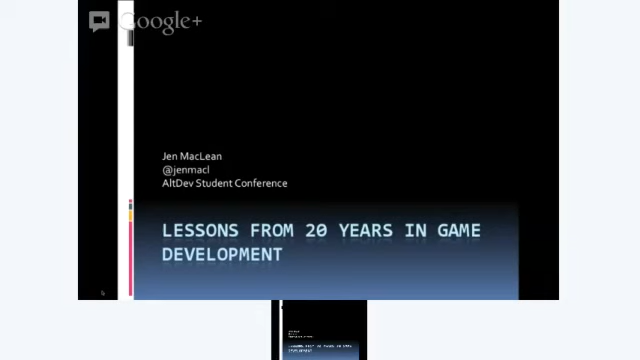 Google+
Jen MacLean
@jenmacl
AltDev Student Conference
LESSONS FROM 20 YEARS IN GAME
DEVELOPMENT